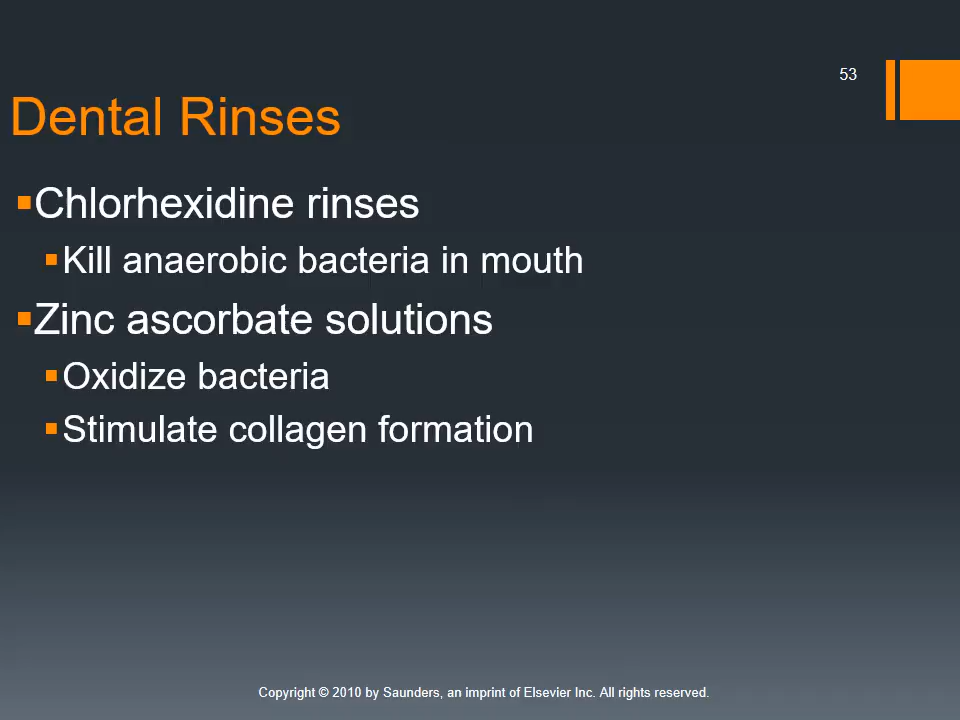 53
Dental Rinses
▪Chlorhexidine rinses
▪Kill anaerobic bacteria in mouth
▪Zinc ascorbate solutions
▪Oxidize bacteria
▪Stimulate collagen formation
Copyright © 2010 by Saunders, an imprint of Elsevier Inc. All rights reserved.